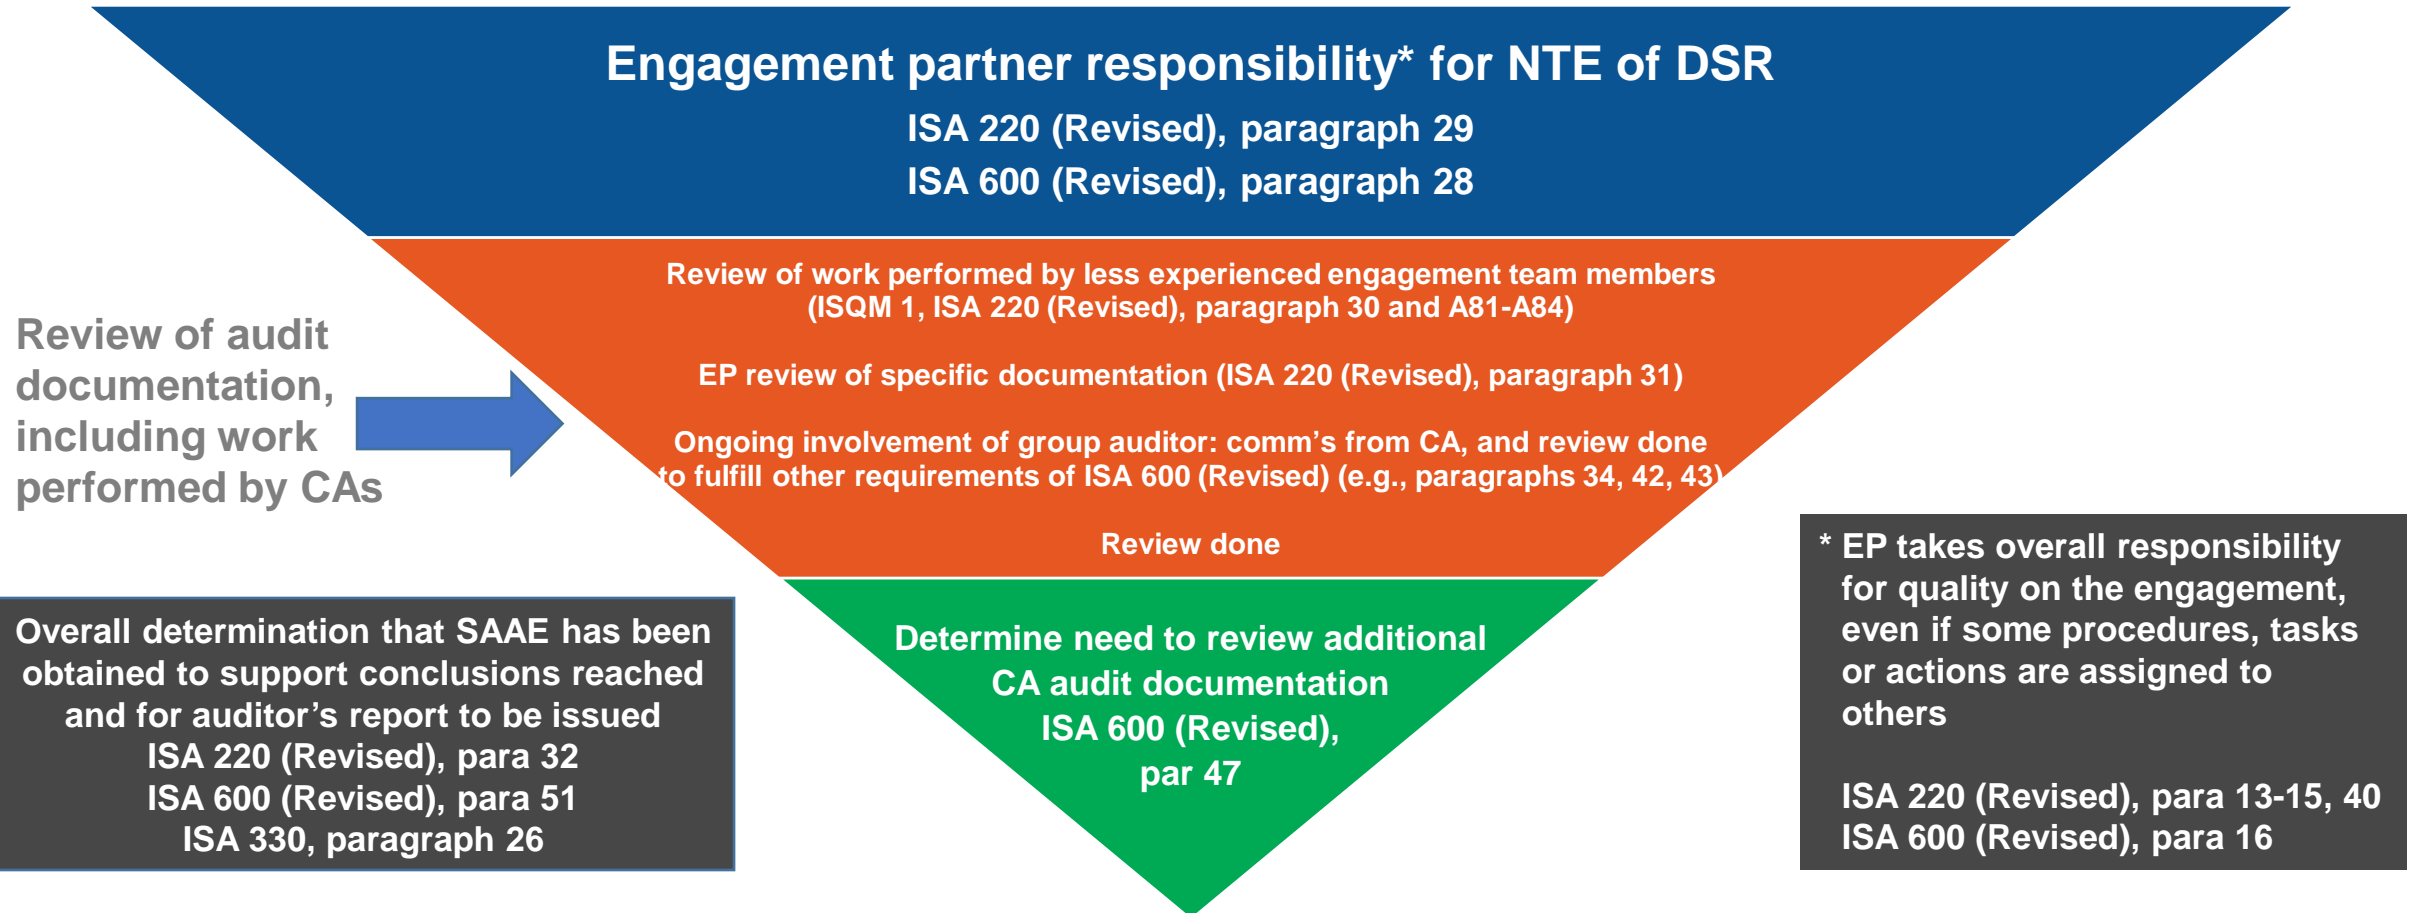 Engagement partner responsibility* for NTE of DSR
ISA 220 (Revised), paragraph 29
ISA 600 (Revised), paragraph 28
Review of work performed by less experienced engagement team members
(ISQM 1, ISA 220 (Revised), paragraph 30 and A81-A84)
EP review of specific documentation (ISA 220 (Revised), paragraph 31)
Ongoing involvement of group auditor: comm’s from CA, and review done
to fulfill other requirements of ISA 600 (Revised) (e.g., paragraphs 34, 42, 43)
Review done
Review of audit
documentation,
including work
performed by CAs
Determine need to review additional
CA audit documentation
ISA 600 (Revised),
par 47
Overall determination that SAAE has been
obtained to support conclusions reached
and for auditor’s report to be issued
ISA 220 (Revised), para 32
ISA 600 (Revised), para 51
ISA 330, paragraph 26
* EP takes overall responsibility
for quality on the engagement,
even if some procedures, tasks
or actions are assigned to
others
ISA 220 (Revised), para 13-15, 40
ISA 600 (Revised), para 16